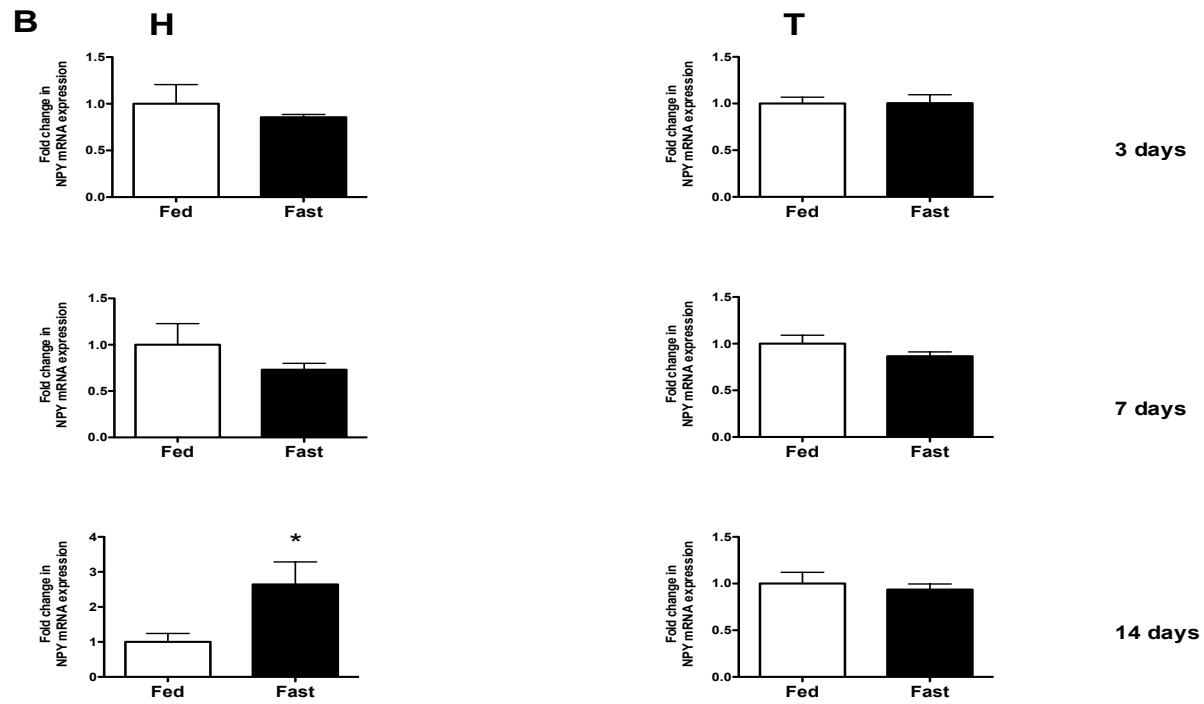 B H T
Fold change in
NPY mRNA expression
1.5
1.0
0.5
0.0
Fed Fast
Fold change in
NPY mRNA expression
1.5
1.0
0.5
0.0
Fed Fast
3 days
Fold change in
NPY mRNA expression
1.5
1.0
0.5
0.0
Fed Fast
Fold change in
NPY mRNA expression
1.5
1.0
0.5
0.0
Fed Fast
7 days
Fold change in
NPY mRNA expression
4
3
2
1
0
*
Fed Fast
Fold change in
NPY mRNA expression
1.5
1.0
0.5
0.0
Fed Fast
14 days